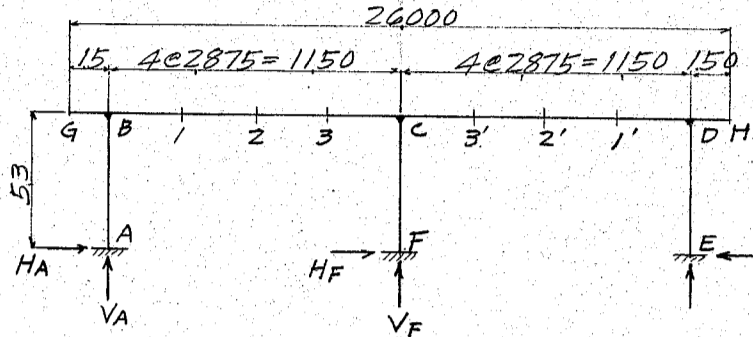 26000
15 4@2875=1150 4@2875=1150 150
G B 1 2 3 C 3' 2' 1' D H
53
A F E
HA HF H
VA VF